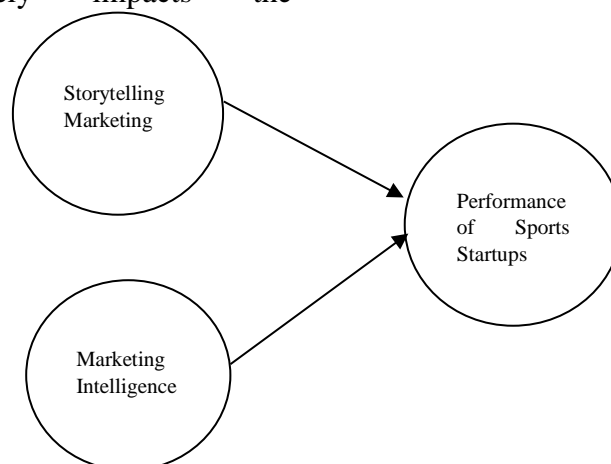 impacts the
Storytelling
Marketing
Performance
of Sports
Startups
Marketing
Intelligence